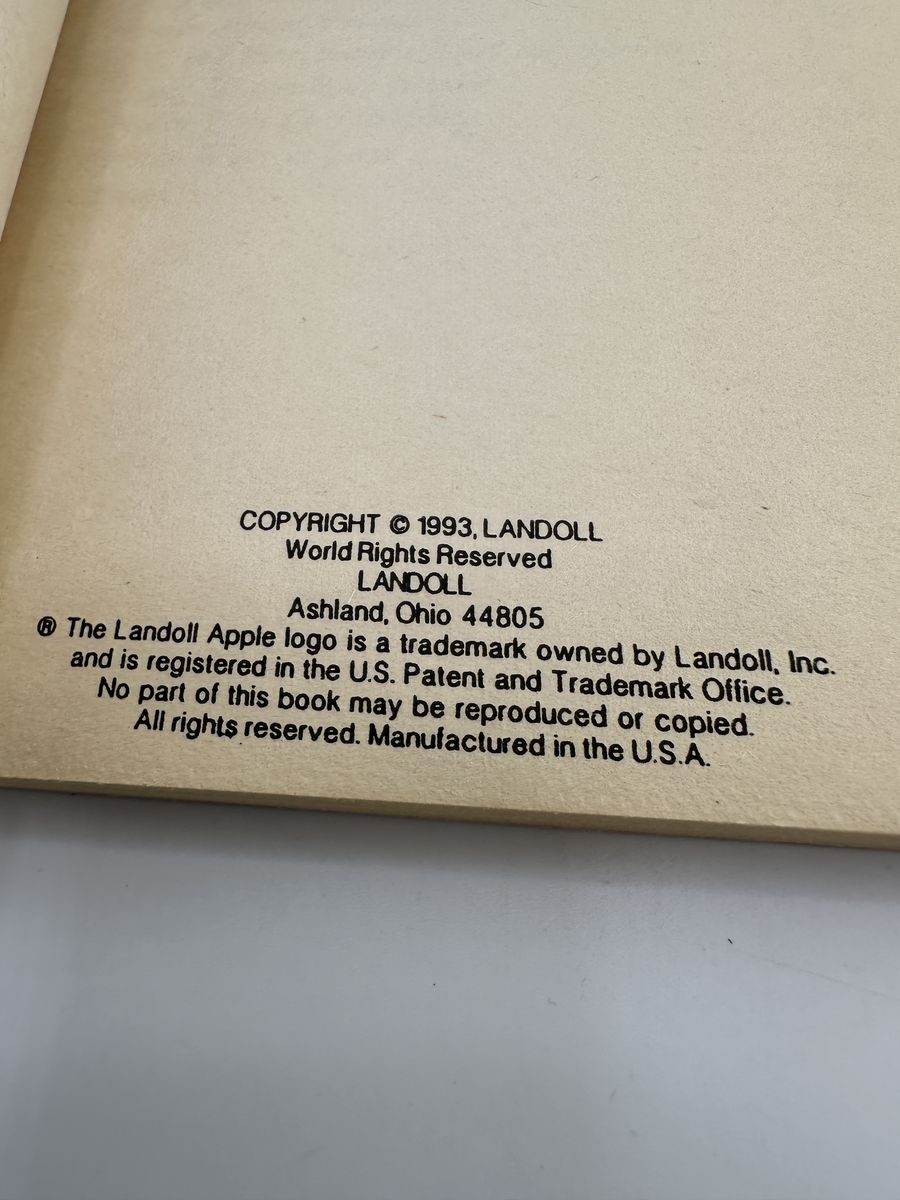 COPYRIGHT © 1993, LANDOLL
World Rights Reserved
LANDOLL
Ashland, Ohio 44805
® The Landoll Apple logo is a trademark owned by Landoll, Inc.
and is registered in the U.S. Patent and Trademark Office.
No part of this book may be reproduced or copied.
All rights reserved. Manufactured in the U.S.A.